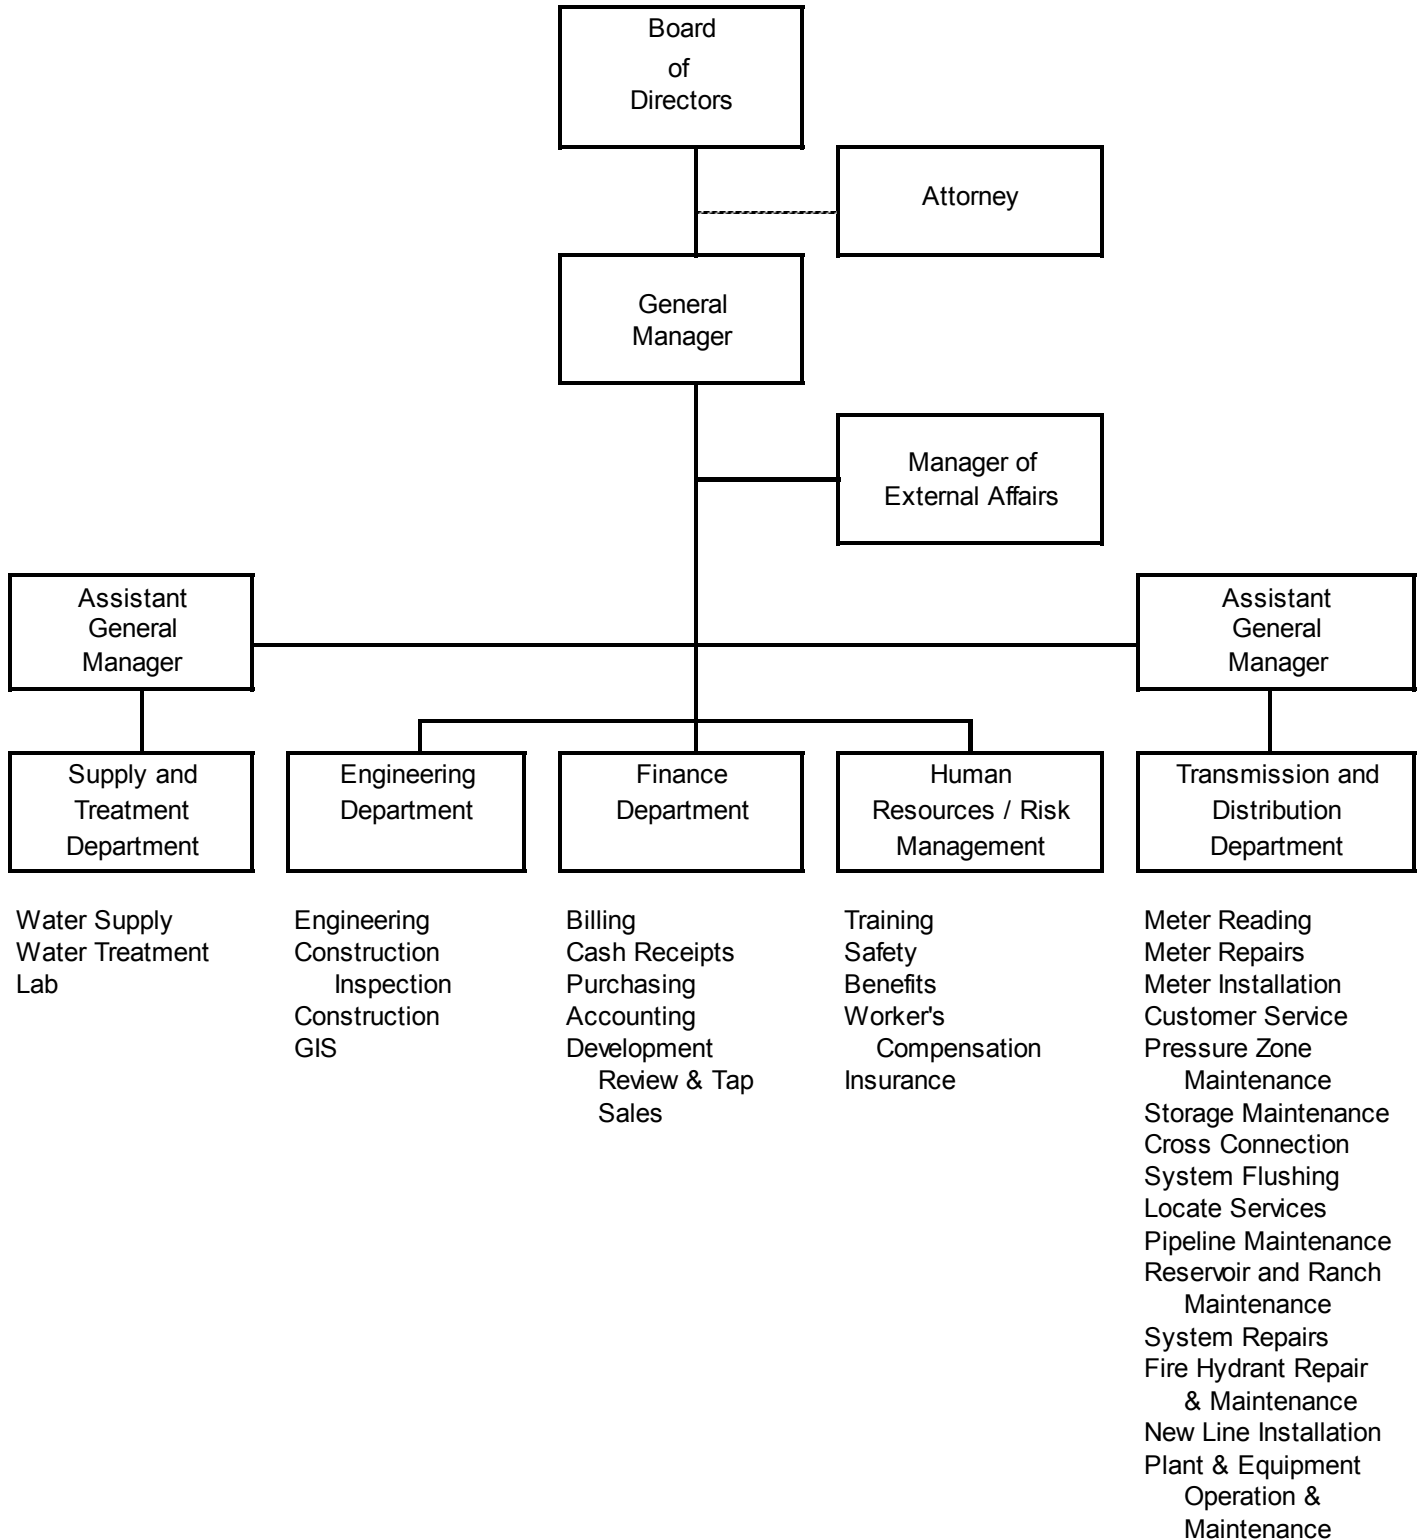 Board
of
Directors
Attorney
General
Manager
Manager of
External Affairs
Assistant
General
Manager
Assistant
General
Manager
Supply and
Treatment
Department
Engineering
Department
Finance
Department
Human
Resources / Risk
Management
Transmission and
Distribution
Department
Water Supply
Water Treatment
Lab
Engineering
Construction
Inspection
Construction
GIS
Billing
Cash Receipts
Purchasing
Accounting
Development
Review & Tap
Sales
Training
Safety
Benefits
Worker's
Compensation
Insurance
Meter Reading
Meter Repairs
Meter Installation
Customer Service
Pressure Zone
Maintenance
Storage Maintenance
Cross Connection
System Flushing
Locate Services
Pipeline Maintenance
Reservoir and Ranch
Maintenance
System Repairs
Fire Hydrant Repair
& Maintenance
New Line Installation
Plant & Equipment
Operation &
Maintenance